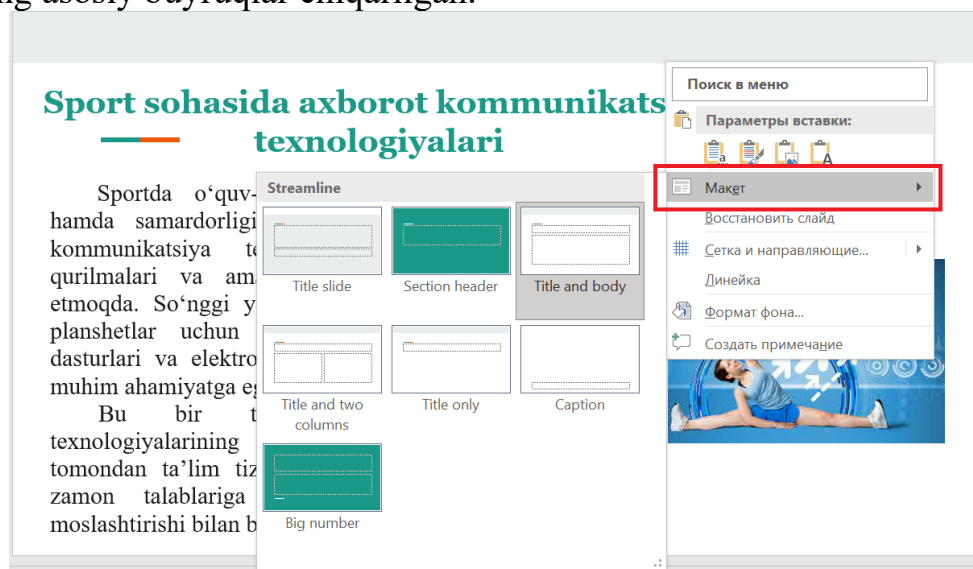 asosiy buyruqlar
Sport sohasida axborot kommunikats
texnologiyalari
Sportda o‘quv-
hamda samardorligi
kommunikatsiya te
qurilmalari va am
etmoqda. So‘nggi y
planshetlar uchun
dasturlari va elektro
muhim ahamiyatga eg
Bu bir t
texnologiyalarining
tomondan ta’lim tiz
zamon talablariga
moslashtirishi bilan b
Streamline
Title slide
Section header
Title and body
Title and two
columns
Title only
Caption
Big number
Поиск в меню
Параметры вставки:
Макет
Восстановить слайд
Сетка и направляющие...
Линейка
Формат фона...
Создать примечание